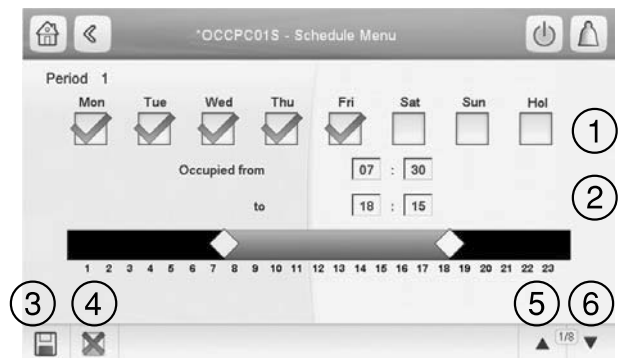 *OCCPC01S - Schedule Menu
Period 1
Mon Tue Wed Thu Fri Sat Sun Hol
1
Occupied from 07 : 30
2
to 18 : 15
1 2 3 4 5 6 7 8 9 10 11 12 13 14 15 16 17 18 19 20 21 22 23
3 4 5 6
1/8